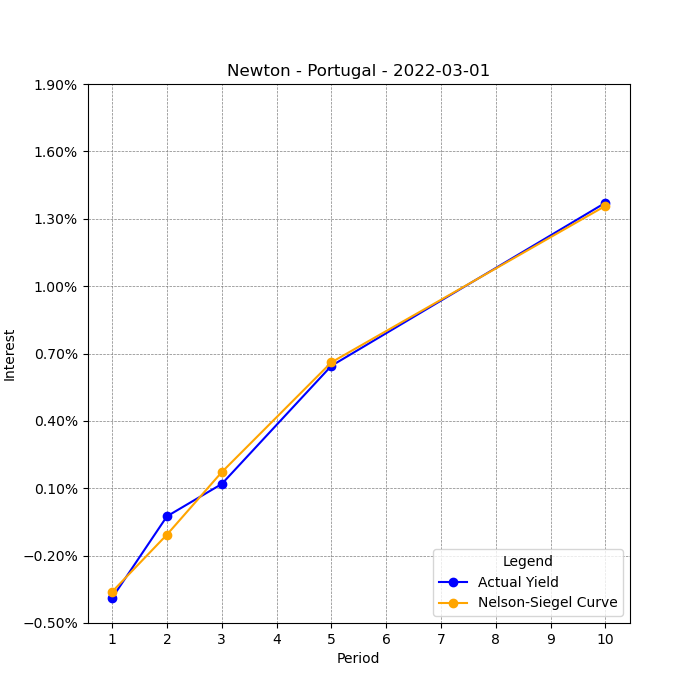 Newton - Portugal - 2022-03-01
1.90%
1.60%
1.30%
1.00%
0.70%
0.40%
0.10%
−0.20%
−0.50%
Interest
1 2 3 4 5 6 7 8 9 10
Period
Legend
Actual Yield
Nelson-Siegel Curve